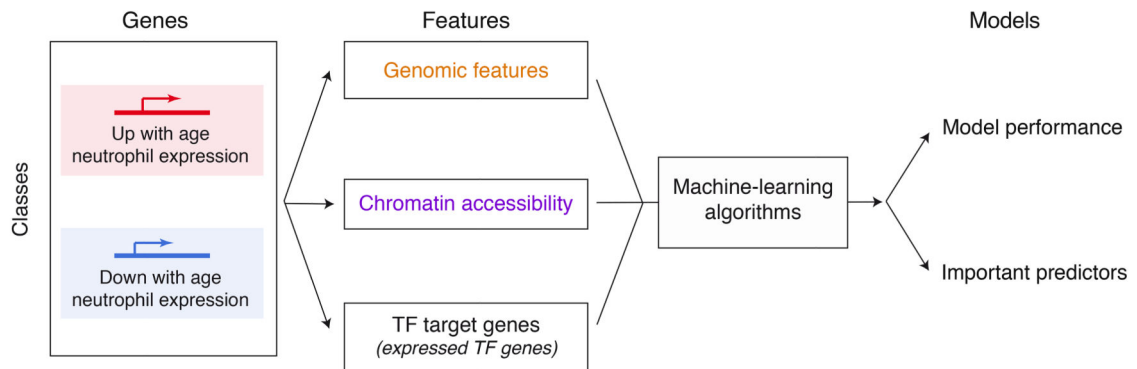 Genes
Features
Models
Classes
Up with age
neutrophil expression
Down with age
neutrophil expression
Genomic features
Chromatin accessibility
TF target genes
(expressed TF genes)
Machine-learning
algorithms
Model performance
Important predictors